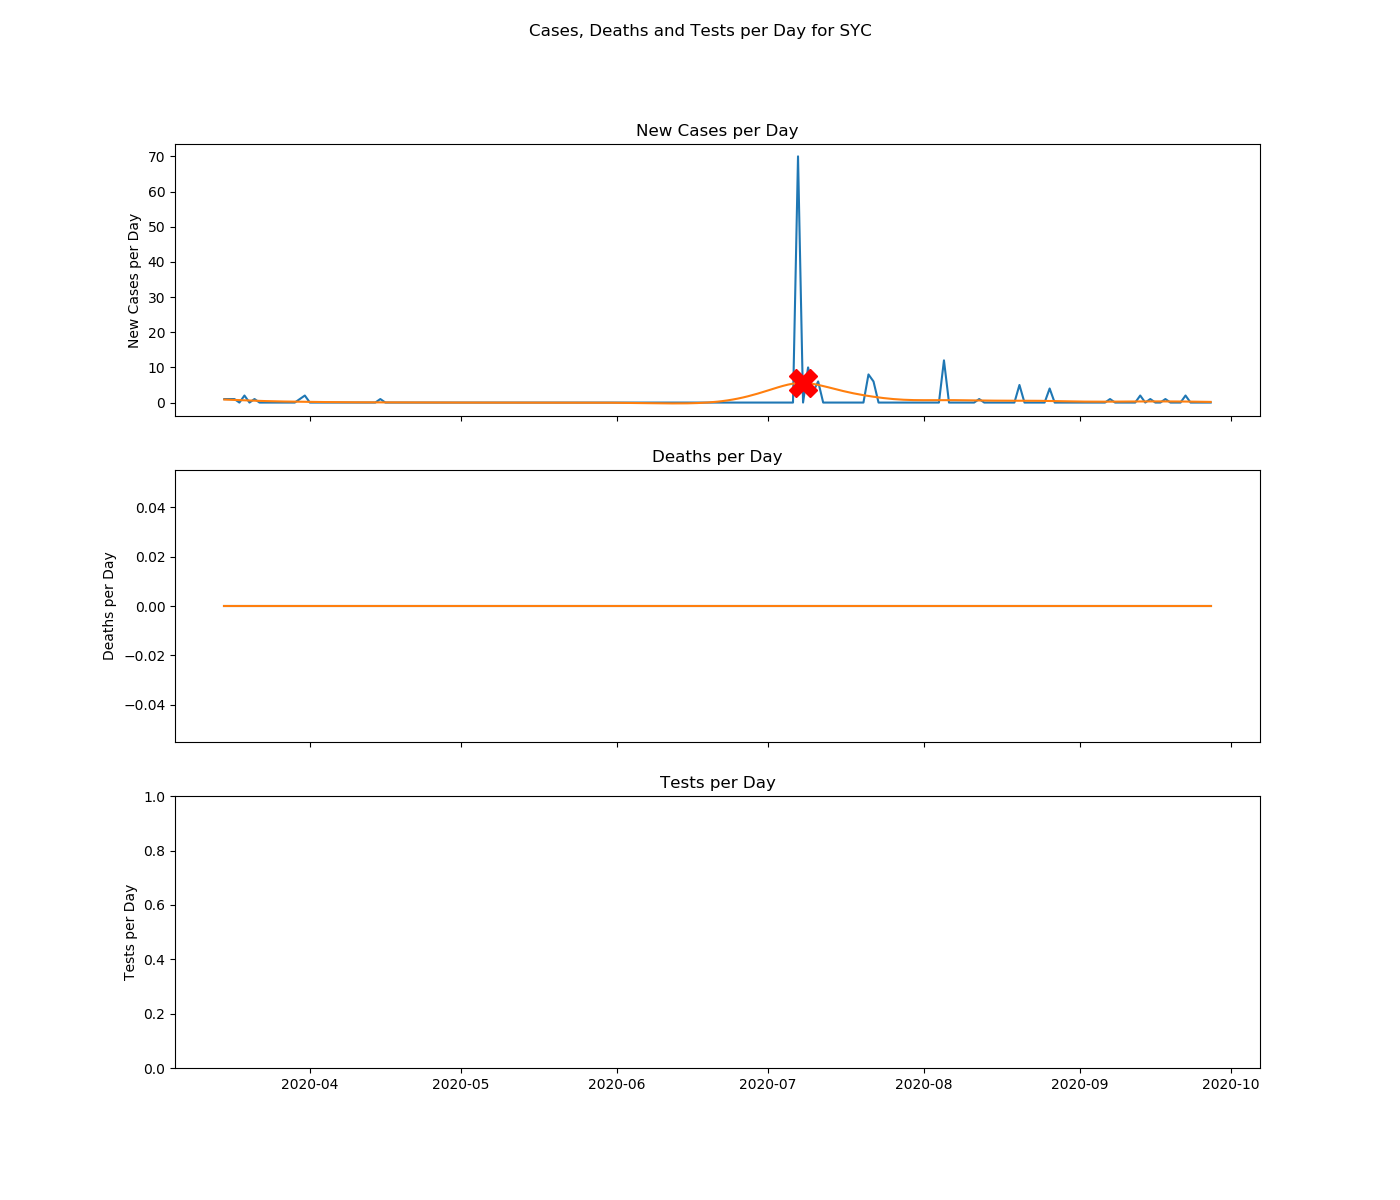 Cases, Deaths and Tests per Day for SYC
New Cases per Day
New Cases per Day
70
60
50
40
30
20
10
0
Deaths per Day
Deaths per Day
0.04
0.02
0.00
−0.02
−0.04
Tests per Day
Tests per Day
1.0
0.8
0.6
0.4
0.2
0.0
2020-04 2020-05 2020-06 2020-07 2020-08 2020-09 2020-10